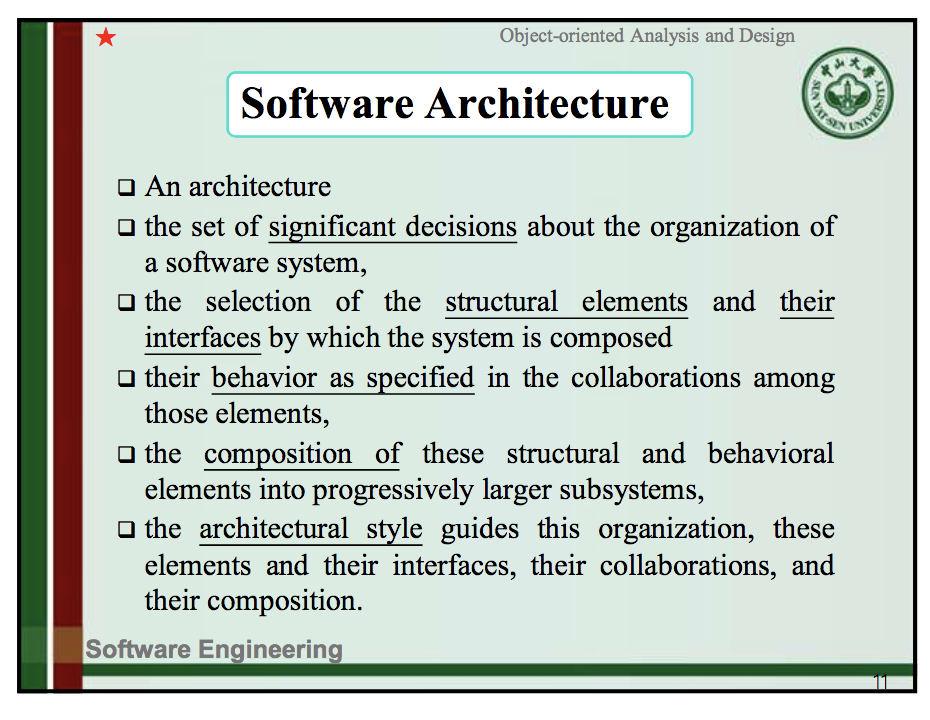 Object-oriented Analysis and Design
中山大學
SUN YAT-SEN UNIVERSITY
Software Architecture
❑ An architecture
❑ the set of significant decisions about the organization of
a software system,
❑ the selection of the structural elements and their
interfaces by which the system is composed
❑ their behavior as specified in the collaborations among
those elements,
❑ the composition of these structural and behavioral
elements into progressively larger subsystems,
❑ the architectural style guides this organization, these
elements and their interfaces, their collaborations, and
their composition.
Software Engineering
11